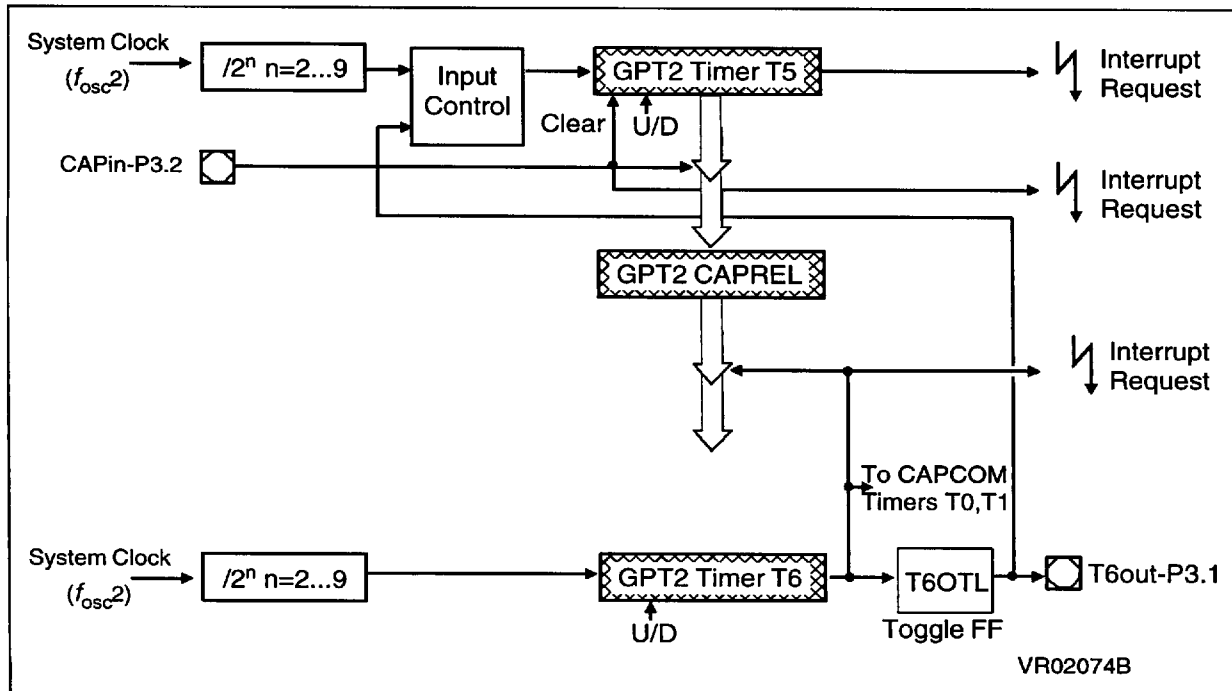 System Clock
(fosc2)
/2ⁿ n=2...9
Input
Control
GPT2 Timer T5
Interrupt
Request
Clear
U/D
CAPin-P3.2
Interrupt
Request
GPT2 CAPREL
Interrupt
Request
To CAPCOM
Timers T0,T1
System Clock
(fosc2)
/2ⁿ n=2...9
GPT2 Timer T6
U/D
T6OTL
Toggle FF
T6out-P3.1
VR02074B